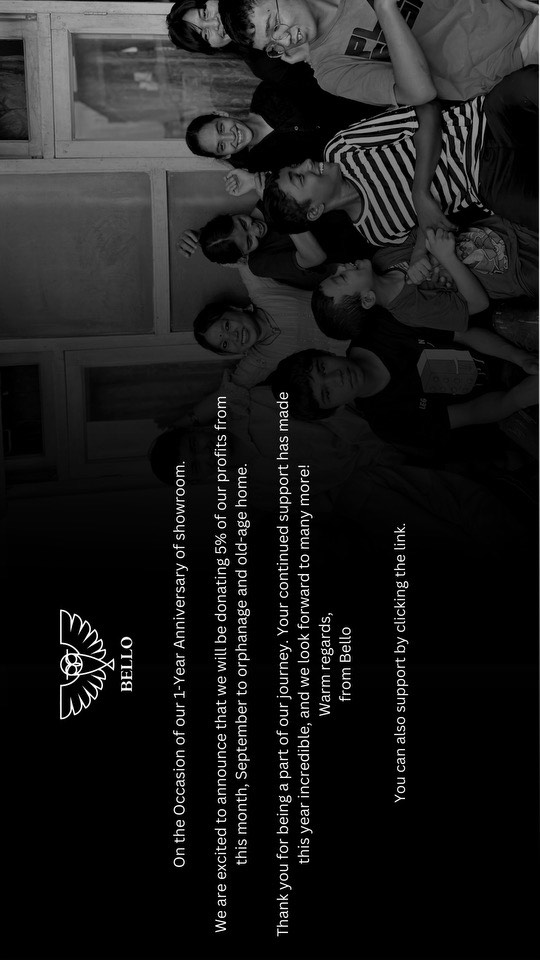 BELLO
On the Occasion of our 1-Year Anniversary of showroom.
We are excited to announce that we will be donating 5% of our profits from
this month, September to orphanage and old-age home.
Thank you for being a part of our journey. Your continued support has made
this year incredible, and we look forward to many more!
Warm regards,
from Bello
You can also support by clicking the link.